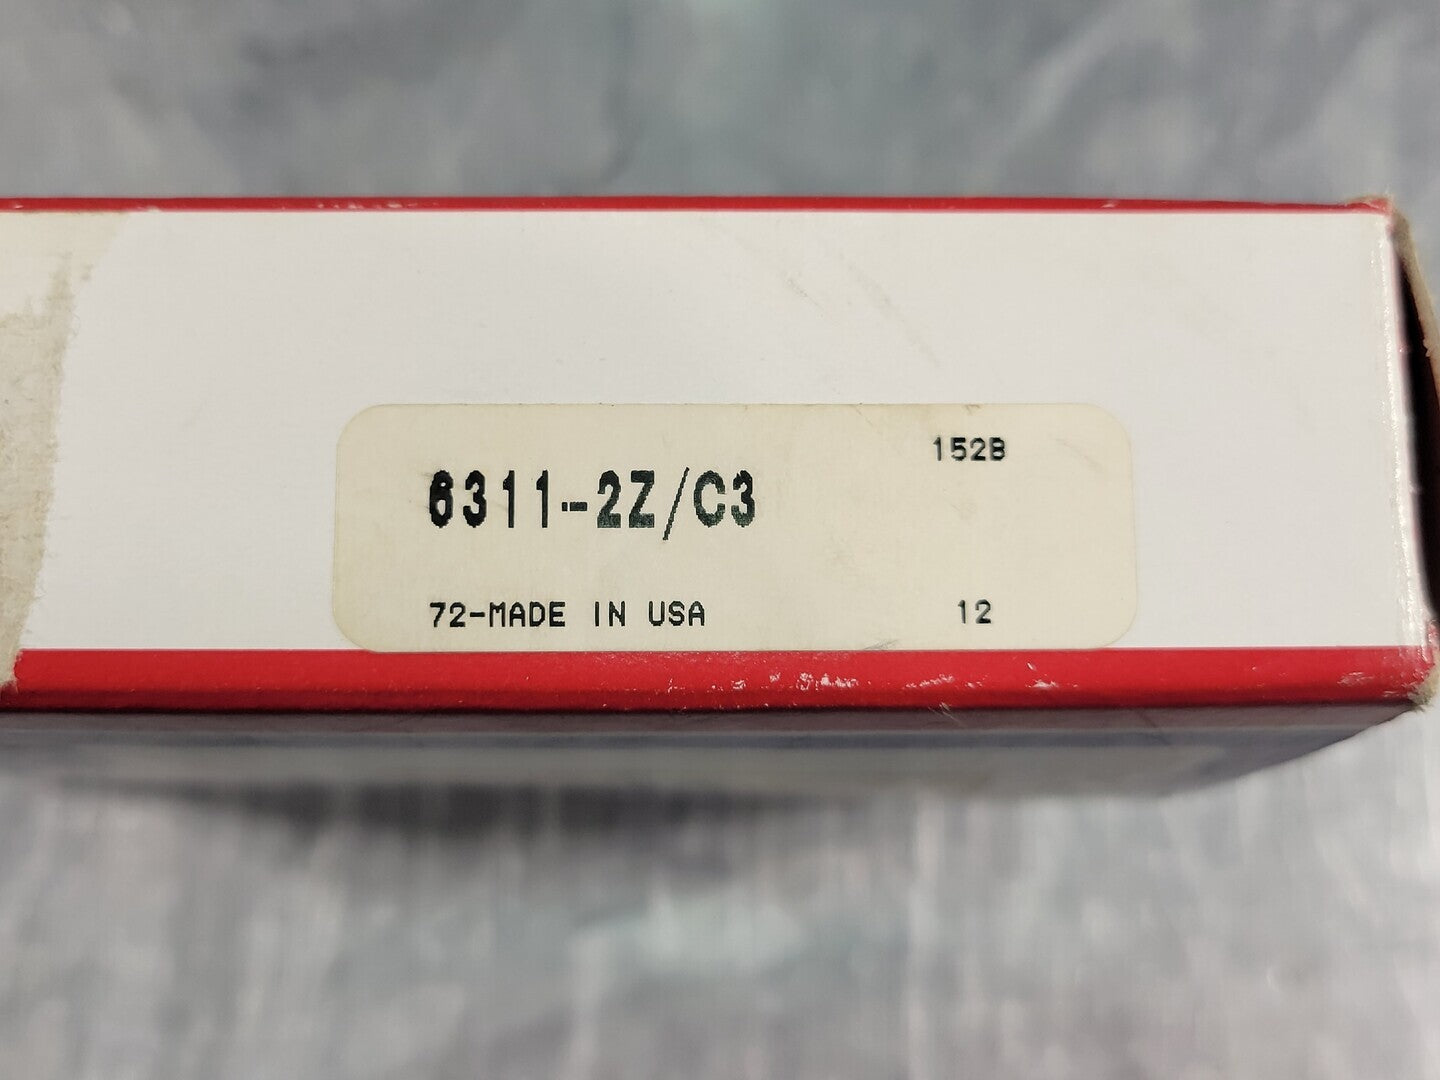 152B
6311-2Z/C3
72-MADE IN USA 12